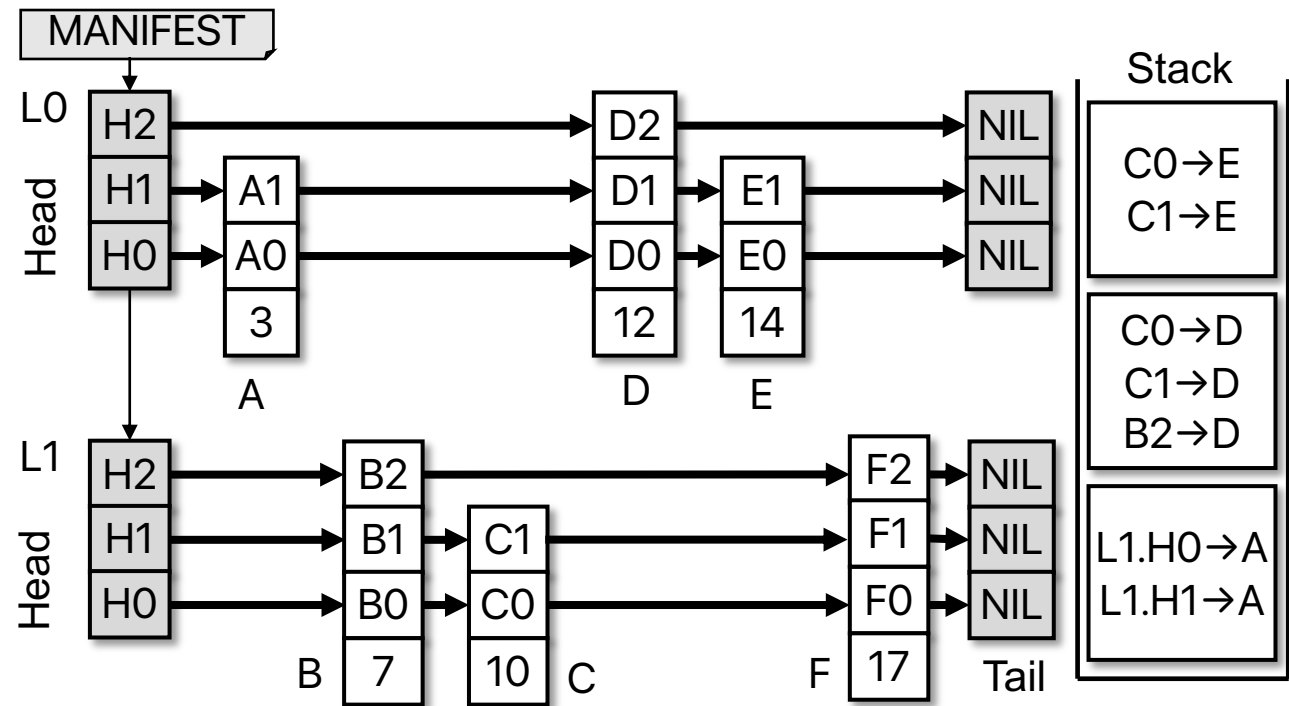 MANIFEST
Stack
L0
Head
H2
D2
NIL
H1
A1
D1
E1
NIL
H0
A0
D0
E0
NIL
3
12
14
A
D
E
L1
Head
H2
B2
F2
NIL
H1
B1
C1
F1
NIL
H0
B0
C0
F0
NIL
7
10
17
B
C
F
Tail
C0→E
C1→E
C0→D
C1→D
B2→D
L1.H0→A
L1.H1→A